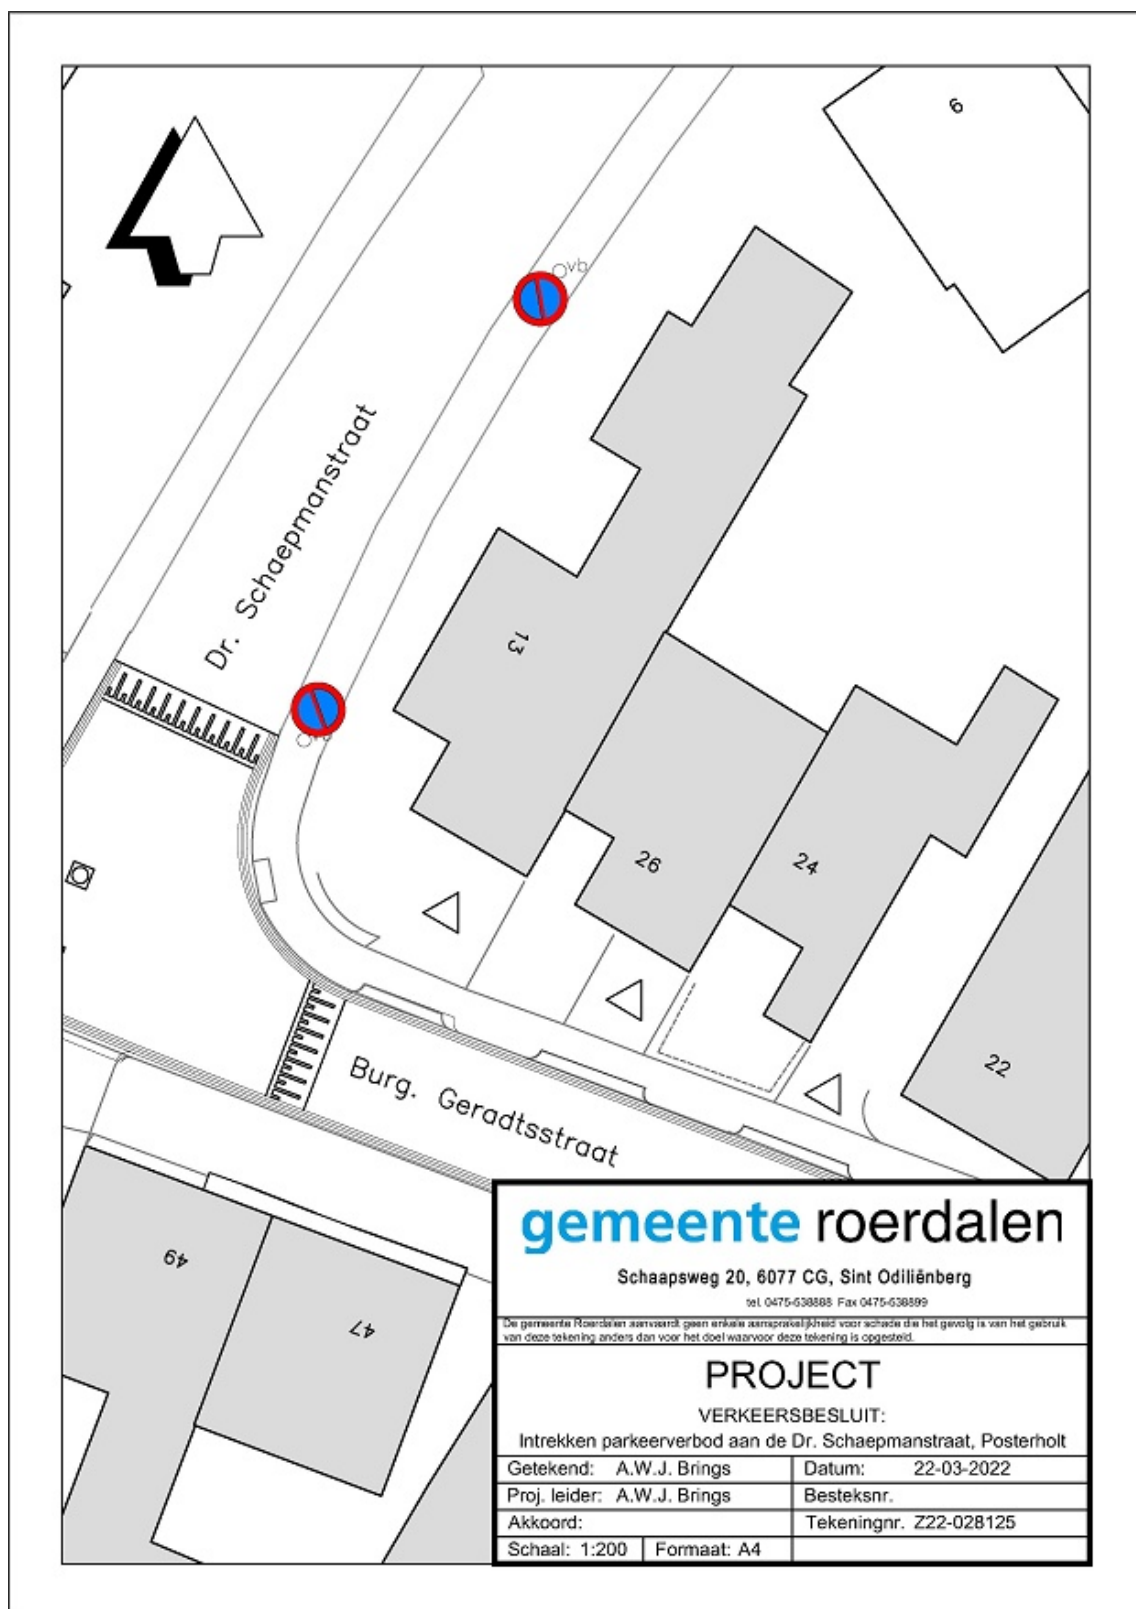 6
Ovb
Dr. Schaepmanstraat
13
26
24
22
Burg. Geradtsstraat
49
47
gemeente roerdalen
Schaapsweg 20, 6077 CG, Sint Odiliënberg
tel. 0475-538888 Fax 0475-538899
De gemeente Roerdalen aanvaardt geen enkele aansprakelijkheid voor schade die het gevolg is van het gebruik
van deze tekening anders dan voor het doel waarvoor deze tekening is opgesteld.
PROJECT
VERKEERSBESLUIT:
Intrekken parkeerverbod aan de Dr. Schaepmanstraat, Posterholt
Getekend: A.W.J. Brings
Datum: 22-03-2022
Proj. leider: A.W.J. Brings
Besteksnr.
Akkoord:
Tekeningnr. Z22-028125
Schaal: 1:200
Formaat: A4